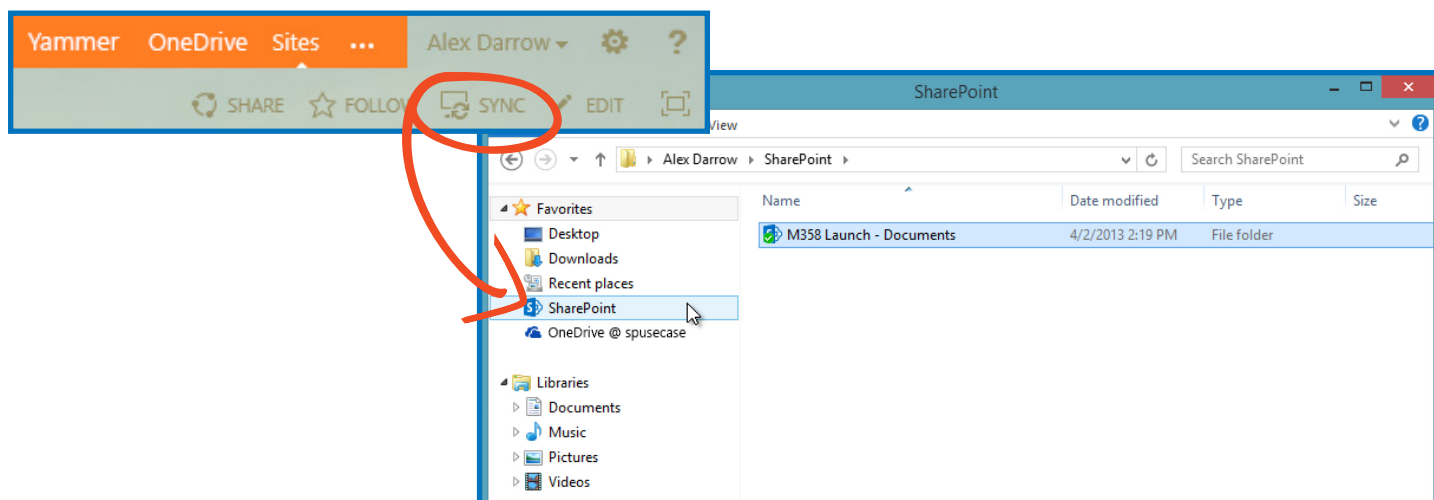 Yammer OneDrive Sites ... Alex Darrow ?
SHARE FOLLOW SYNC EDIT
SharePoint
View
Alex Darrow SharePoint Search SharePoint
Name Date modified Type Size
Favorites
M358 Launch - Documents 4/2/2013 2:19 PM File folder
Desktop
Downloads
Recent places
SharePoint
OneDrive @ spusecase
Libraries
Documents
Music
Pictures
Videos